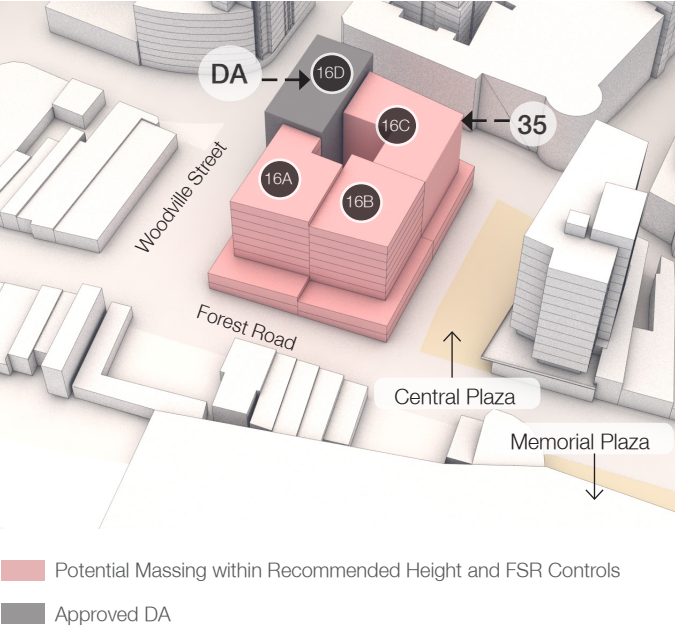 DA
16D
16C
35
16A
16B
Woodville Street
Forest Road
Central Plaza
Memorial Plaza
Potential Massing within Recommended Height and FSR Controls
Approved DA